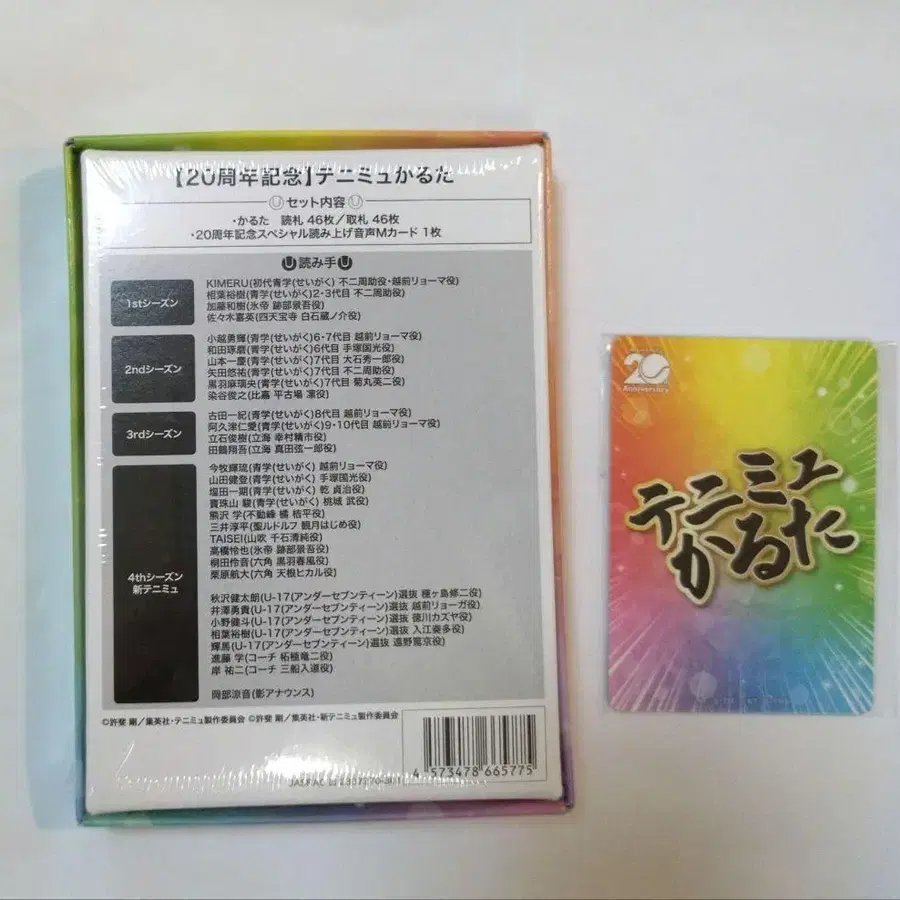 【20周年記念】テニミュかるた
セット内容
・かるた 読札 46枚／取札 46枚
・20周年記念スペシャル読み上げ音声Mカード 1枚
読み手
1stシーズン
KIMERU(初代青学(せいがく) 不二周助役・越前リョーマ役)
相葉裕樹(青学(せいがく)2・3代目 不二周助役)
加藤和樹(氷帝 跡部景吾役)
佐々木喜英(四天宝寺 白石蔵ノ介役)
2ndシーズン
小越勇輝(青学(せいがく)6・7代目 越前リョーマ役)
和田琢磨(青学(せいがく)6代目 手塚国光役)
山本一慶(青学(せいがく)7代目 大石秀一郎役)
矢田悠祐(青学(せいがく)7代目 不二周助役)
黒羽麻璃央(青学(せいがく)7代目 菊丸英二役)
染谷俊之(比嘉 平古場 凛役)
3rdシーズン
古田一紀(青学(せいがく)8代目 越前リョーマ役)
阿久津仁愛(青学(せいがく)9・10代目 越前リョーマ役)
立石俊樹(立海 幸村精市役)
田鶴翔吾(立海 真田弦一郎役)
4thシーズン
新テニミュ
今牧輝琉(青学(せいがく) 越前リョーマ役)
山田健登(青学(せいがく) 手塚国光役)
塩田一期(青学(せいがく) 乾 貞治役)
寶珠山 駿(青学(せいがく) 桃城 武役)
熊沢 学(不動峰 橘 桔平役)
三井淳平(聖ルドルフ 観月はじめ役)
TAISEI(山吹 千石清純役)
高橋怜也(氷帝 跡部景吾役)
桐田伶音(六角 黒羽春風役)
栗原航大(六角 天根ヒカル役)
秋沢健太朗(U-17(アンダーセブンティーン)選抜 種ヶ島修二役)
井澤勇貴(U-17(アンダーセブンティーン)選抜 越前リョーガ役)
小野健斗(U-17(アンダーセブンティーン)選抜 徳川カズヤ役)
相葉裕樹(U-17(アンダーセブンティーン)選抜 入江奏多役)
輝馬(U-17(アンダーセブンティーン)選抜 遠野篤京役)
進藤 学(コーチ 柘植竜二役)
岸 祐二(コーチ 三船入道役)
岡部涼音(影アナウンス)
©許斐 剛／集英社・テニミュ製作委員会 ©許斐 剛／集英社・新テニミュ製作委員会
4 573478 665775
20
Anniversary
テニミュ
かるた